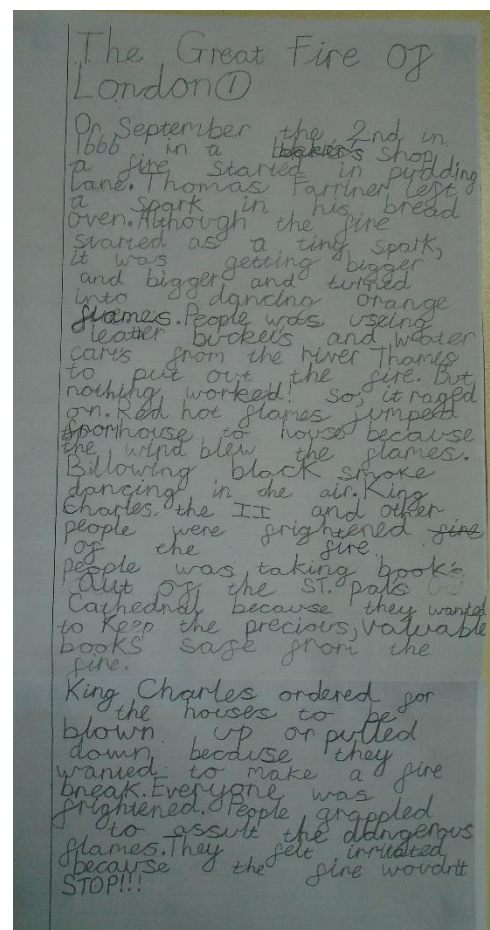 The Great Fire of
London ①
On September the 2nd in
1666 in a baker's shop
a fire started in pudding
Lane. Thomas Farriner left
a spark in his bread
oven. Although the fire
started as a tiny spark,
it was getting bigger
and bigger and turned
into dancing orange
flames. People was useing
leatter buckets and water
carts from the river Thames
to put out the fire. But
nothing worked! So, it raged
on. Red hot flames jumped
from house to house because
the wind blew the flames.
Billowing black smoke
dancing in the air. King
Charles the II and other
people were frightened fire
of the fire.
people was taking book's
out of the ST. pals
Cathedral because they wanted
to Keep the precious, valuable
books safe from the
fire.
King Charles ordered for
the houses to be
blown up or pulled
down, because they
wanted to make a fire
break. Everyone was
frightened. People grappled
to assult the dangerous
flames. They felt irritated
because the fire woudn't
STOP!!!